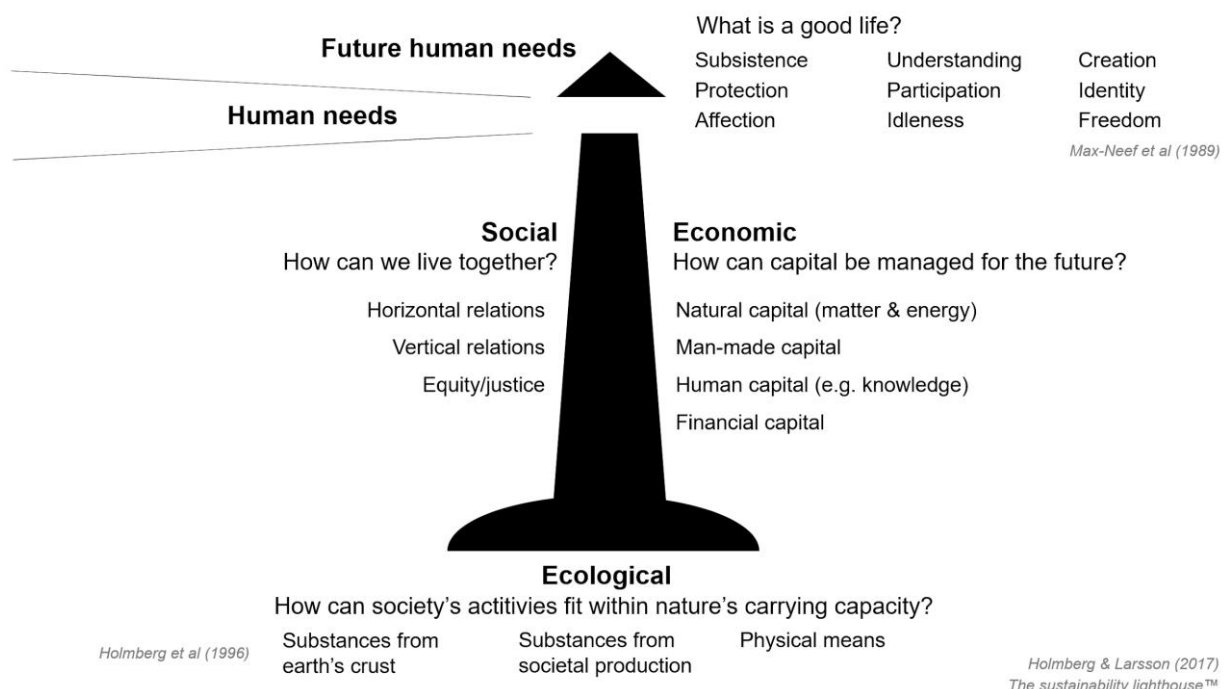 What is a good life?
Future human needs
Subsistence Understanding Creation
Protection Participation Identity
Human needs
Affection Idleness Freedom
Max-Neef et al (1989)
Social
How can we live together?
Horizontal relations
Vertical relations
Equity/justice
Economic
How can capital be managed for the future?
Natural capital (matter & energy)
Man-made capital
Human capital (e.g. knowledge)
Financial capital
Ecological
How can society's actitivies fit within nature's carrying capacity?
Holmberg et al (1996)
Substances from
earth's crust
Substances from
societal production
Physical means
Holmberg & Larsson (2017)
The sustainability lighthouse™